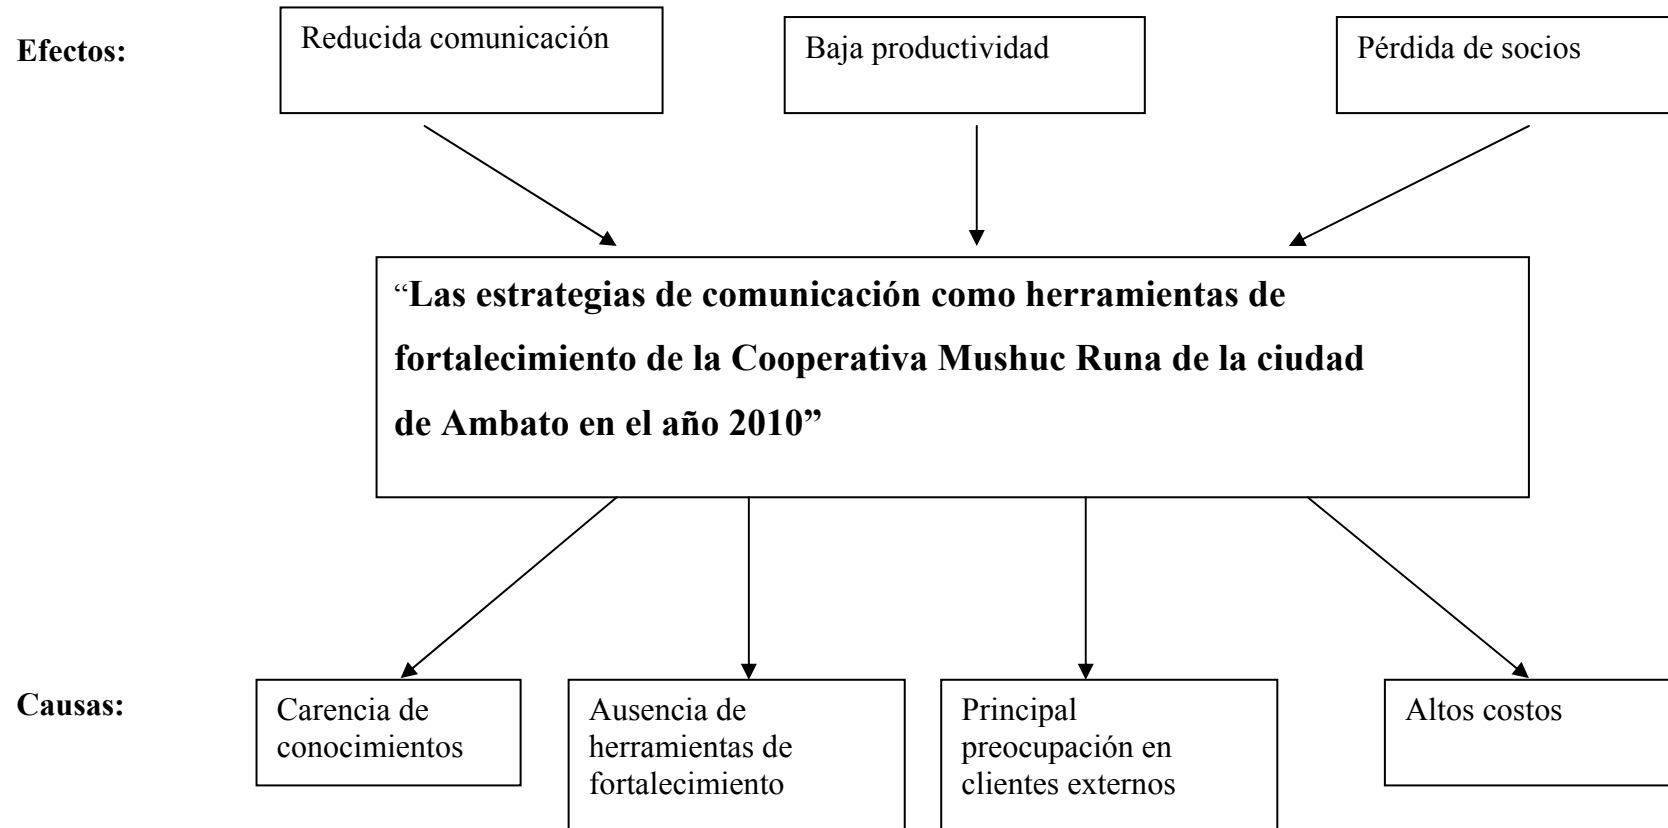 Efectos:
Reducida comunicación
Baja productividad
Pérdida de socios
“Las estrategias de comunicación como herramientas de
fortalecimiento de la Cooperativa Mushuc Runa de la ciudad
de Ambato en el año 2010”
Causas:
Carencia de
conocimientos
Ausencia de
herramientas de
fortalecimiento
Principal
preocupación en
clientes externos
Altos costos